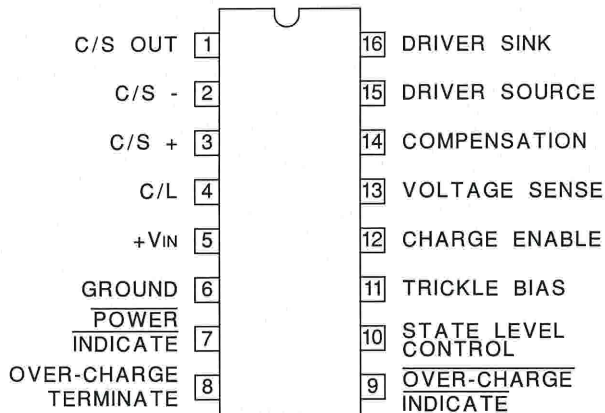 C/S OUT 1 16 DRIVER SINK
C/S - 2 15 DRIVER SOURCE
C/S + 3 14 COMPENSATION
C/L 4 13 VOLTAGE SENSE
+VIN 5 12 CHARGE ENABLE
GROUND 6 11 TRICKLE BIAS
POWER
INDICATE 7 10 STATE LEVEL
CONTROL
OVER-CHARGE
TERMINATE 8 9 OVER-CHARGE
INDICATE